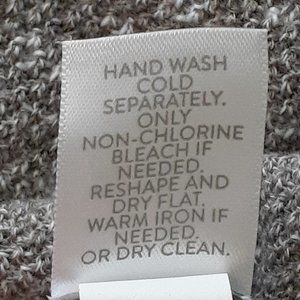 HAND WASH
COLD
SEPARATELY.
ONLY
NON-CHLORINE
BLEACH IF
NEEDED.
RESHAPE AND
DRY FLAT.
WARM IRON IF
NEEDED.
OR DRY CLEAN.